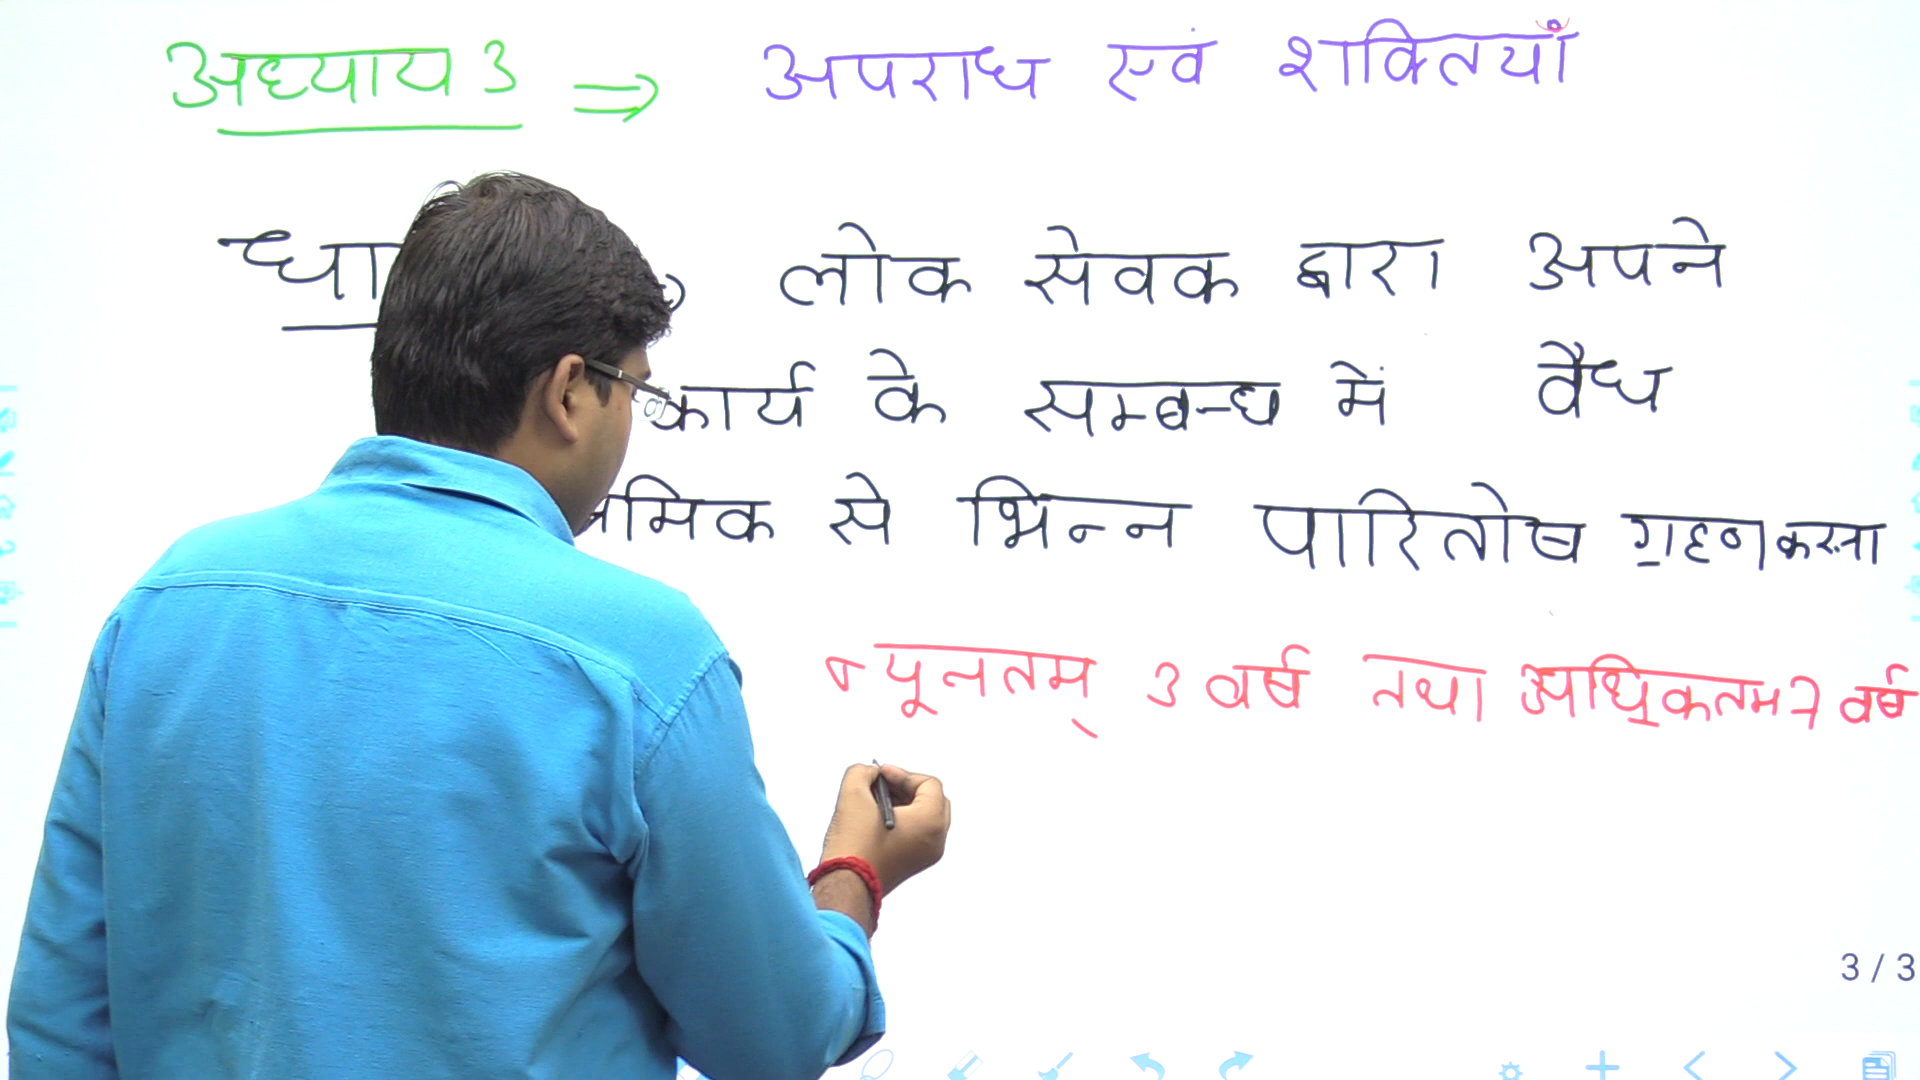 अध्याय 3 ⇒ अपराध एवं शक्तियाँ
लोक सेवक द्वारा अपने
कार्य के सम्बन्ध में वैध
से भिन्न पारितोष ग्रहण करना
न्यूनतम् 3 वर्ष तथा अधिकतम 7 वर्ष
3 / 3